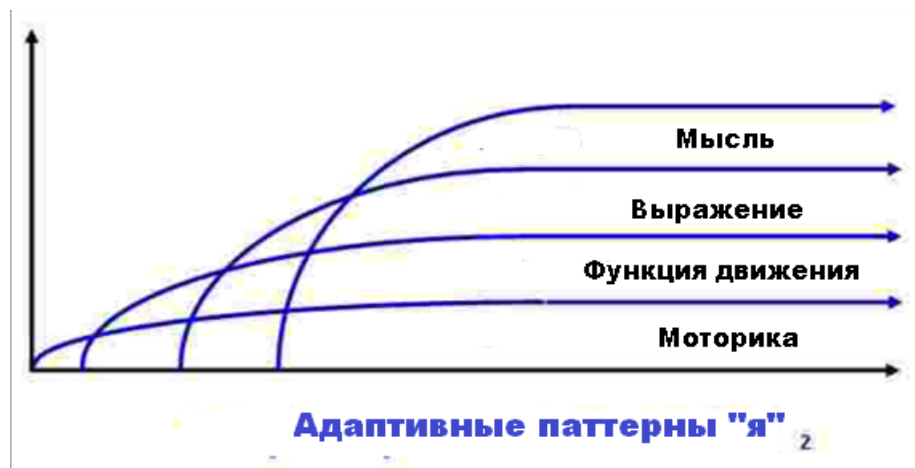 Мысль
Выражение
Функция движения
Моторика
Адаптивные паттерны "я"
2